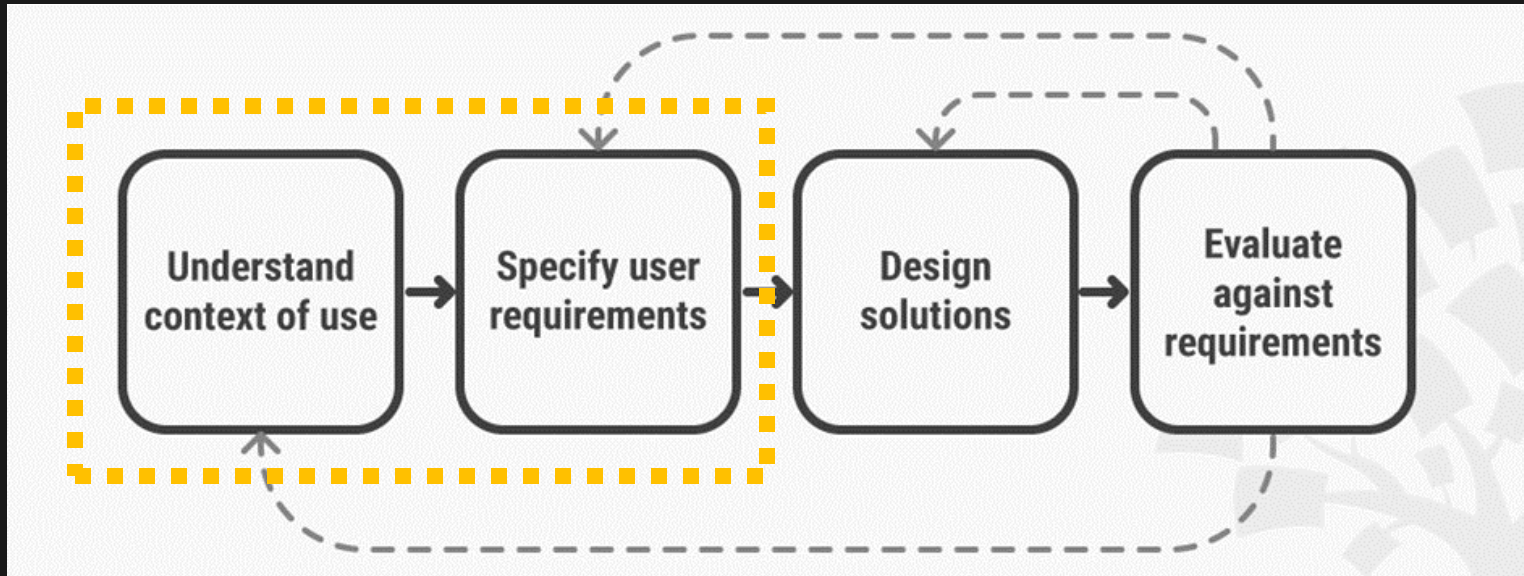 Understand
context of use
Specify user
requirements
Design
solutions
Evaluate
against
requirements